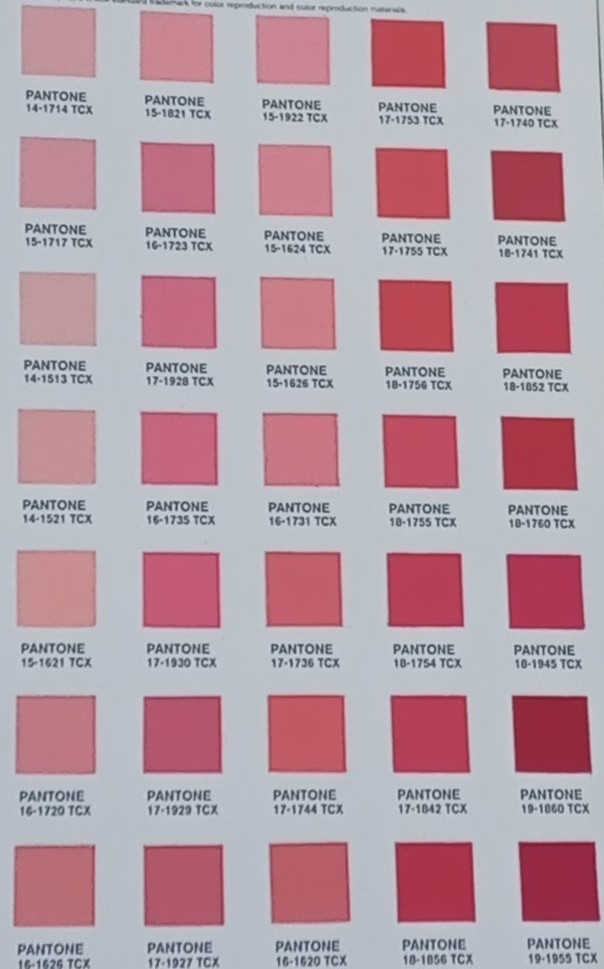 trademark for color reproduction and color reproduction materials.
PANTONE PANTONE PANTONE PANTONE PANTONE
14-1714 TCX 15-1821 TCX 15-1922 TCX 17-1753 TCX 17-1740 TCX
PANTONE PANTONE PANTONE PANTONE PANTONE
15-1717 TCX 16-1723 TCX 15-1624 TCX 17-1755 TCX 18-1741 TCX
PANTONE PANTONE PANTONE PANTONE PANTONE
14-1513 TCX 17-1928 TCX 15-1626 TCX 18-1756 TCX 18-1852 TCX
PANTONE PANTONE PANTONE PANTONE PANTONE
14-1521 TCX 16-1735 TCX 16-1731 TCX 18-1755 TCX 18-1760 TCX
PANTONE PANTONE PANTONE PANTONE PANTONE
15-1621 TCX 17-1930 TCX 17-1736 TCX 18-1754 TCX 18-1945 TCX
PANTONE PANTONE PANTONE PANTONE PANTONE
16-1720 TCX 17-1929 TCX 17-1744 TCX 17-1842 TCX 19-1860 TCX
PANTONE PANTONE PANTONE PANTONE PANTONE
16-1626 TCX 17-1927 TCX 16-1620 TCX 18-1856 TCX 19-1955 TCX